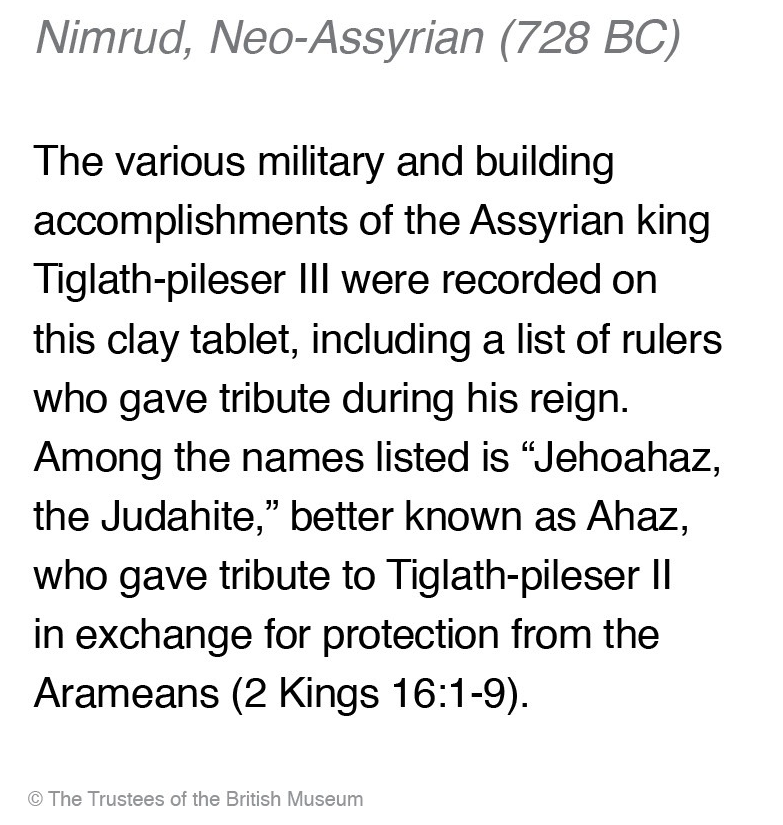 Nimrud, Neo-Assyrian (728 BC)
The various military and building
accomplishments of the Assyrian king
Tiglath-pileser III were recorded on
this clay tablet, including a list of rulers
who gave tribute during his reign.
Among the names listed is “Jehoahaz,
the Judahite,” better known as Ahaz,
who gave tribute to Tiglath-pileser II
in exchange for protection from the
Arameans (2 Kings 16:1-9).
© The Trustees of the British Museum